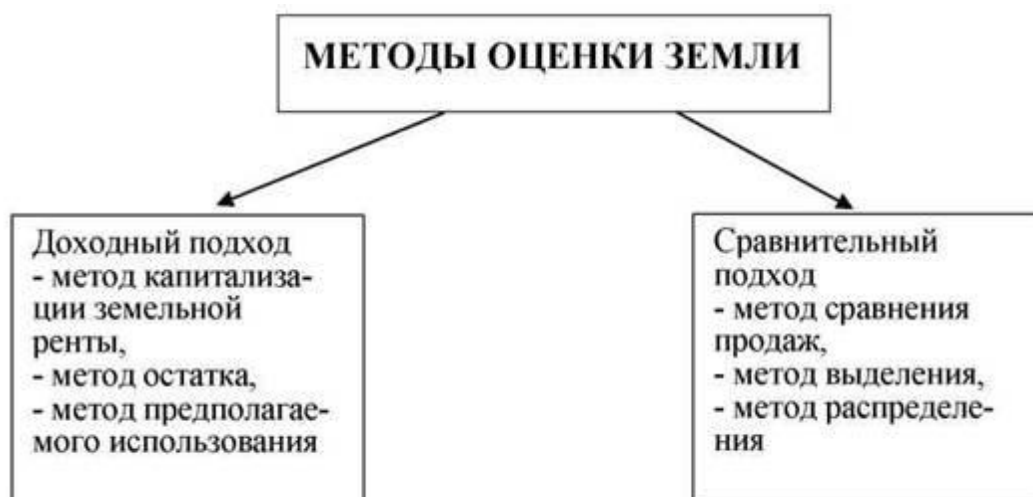 МЕТОДЫ ОЦЕНКИ ЗЕМЛИ
Доходный подход
- метод капитализа-
ции земельной
ренты,
- метод остатка,
- метод предполагае-
мого использования
Сравнительный
подход
- метод сравнения
продаж,
- метод выделения,
- метод распределе-
ния